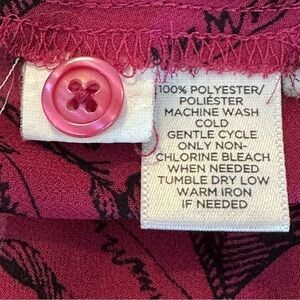 100% POLYESTER/
POLIÉSTER
MACHINE WASH
COLD
GENTLE CYCLE
ONLY NON-
CHLORINE BLEACH
WHEN NEEDED
TUMBLE DRY LOW
WARM IRON
IF NEEDED